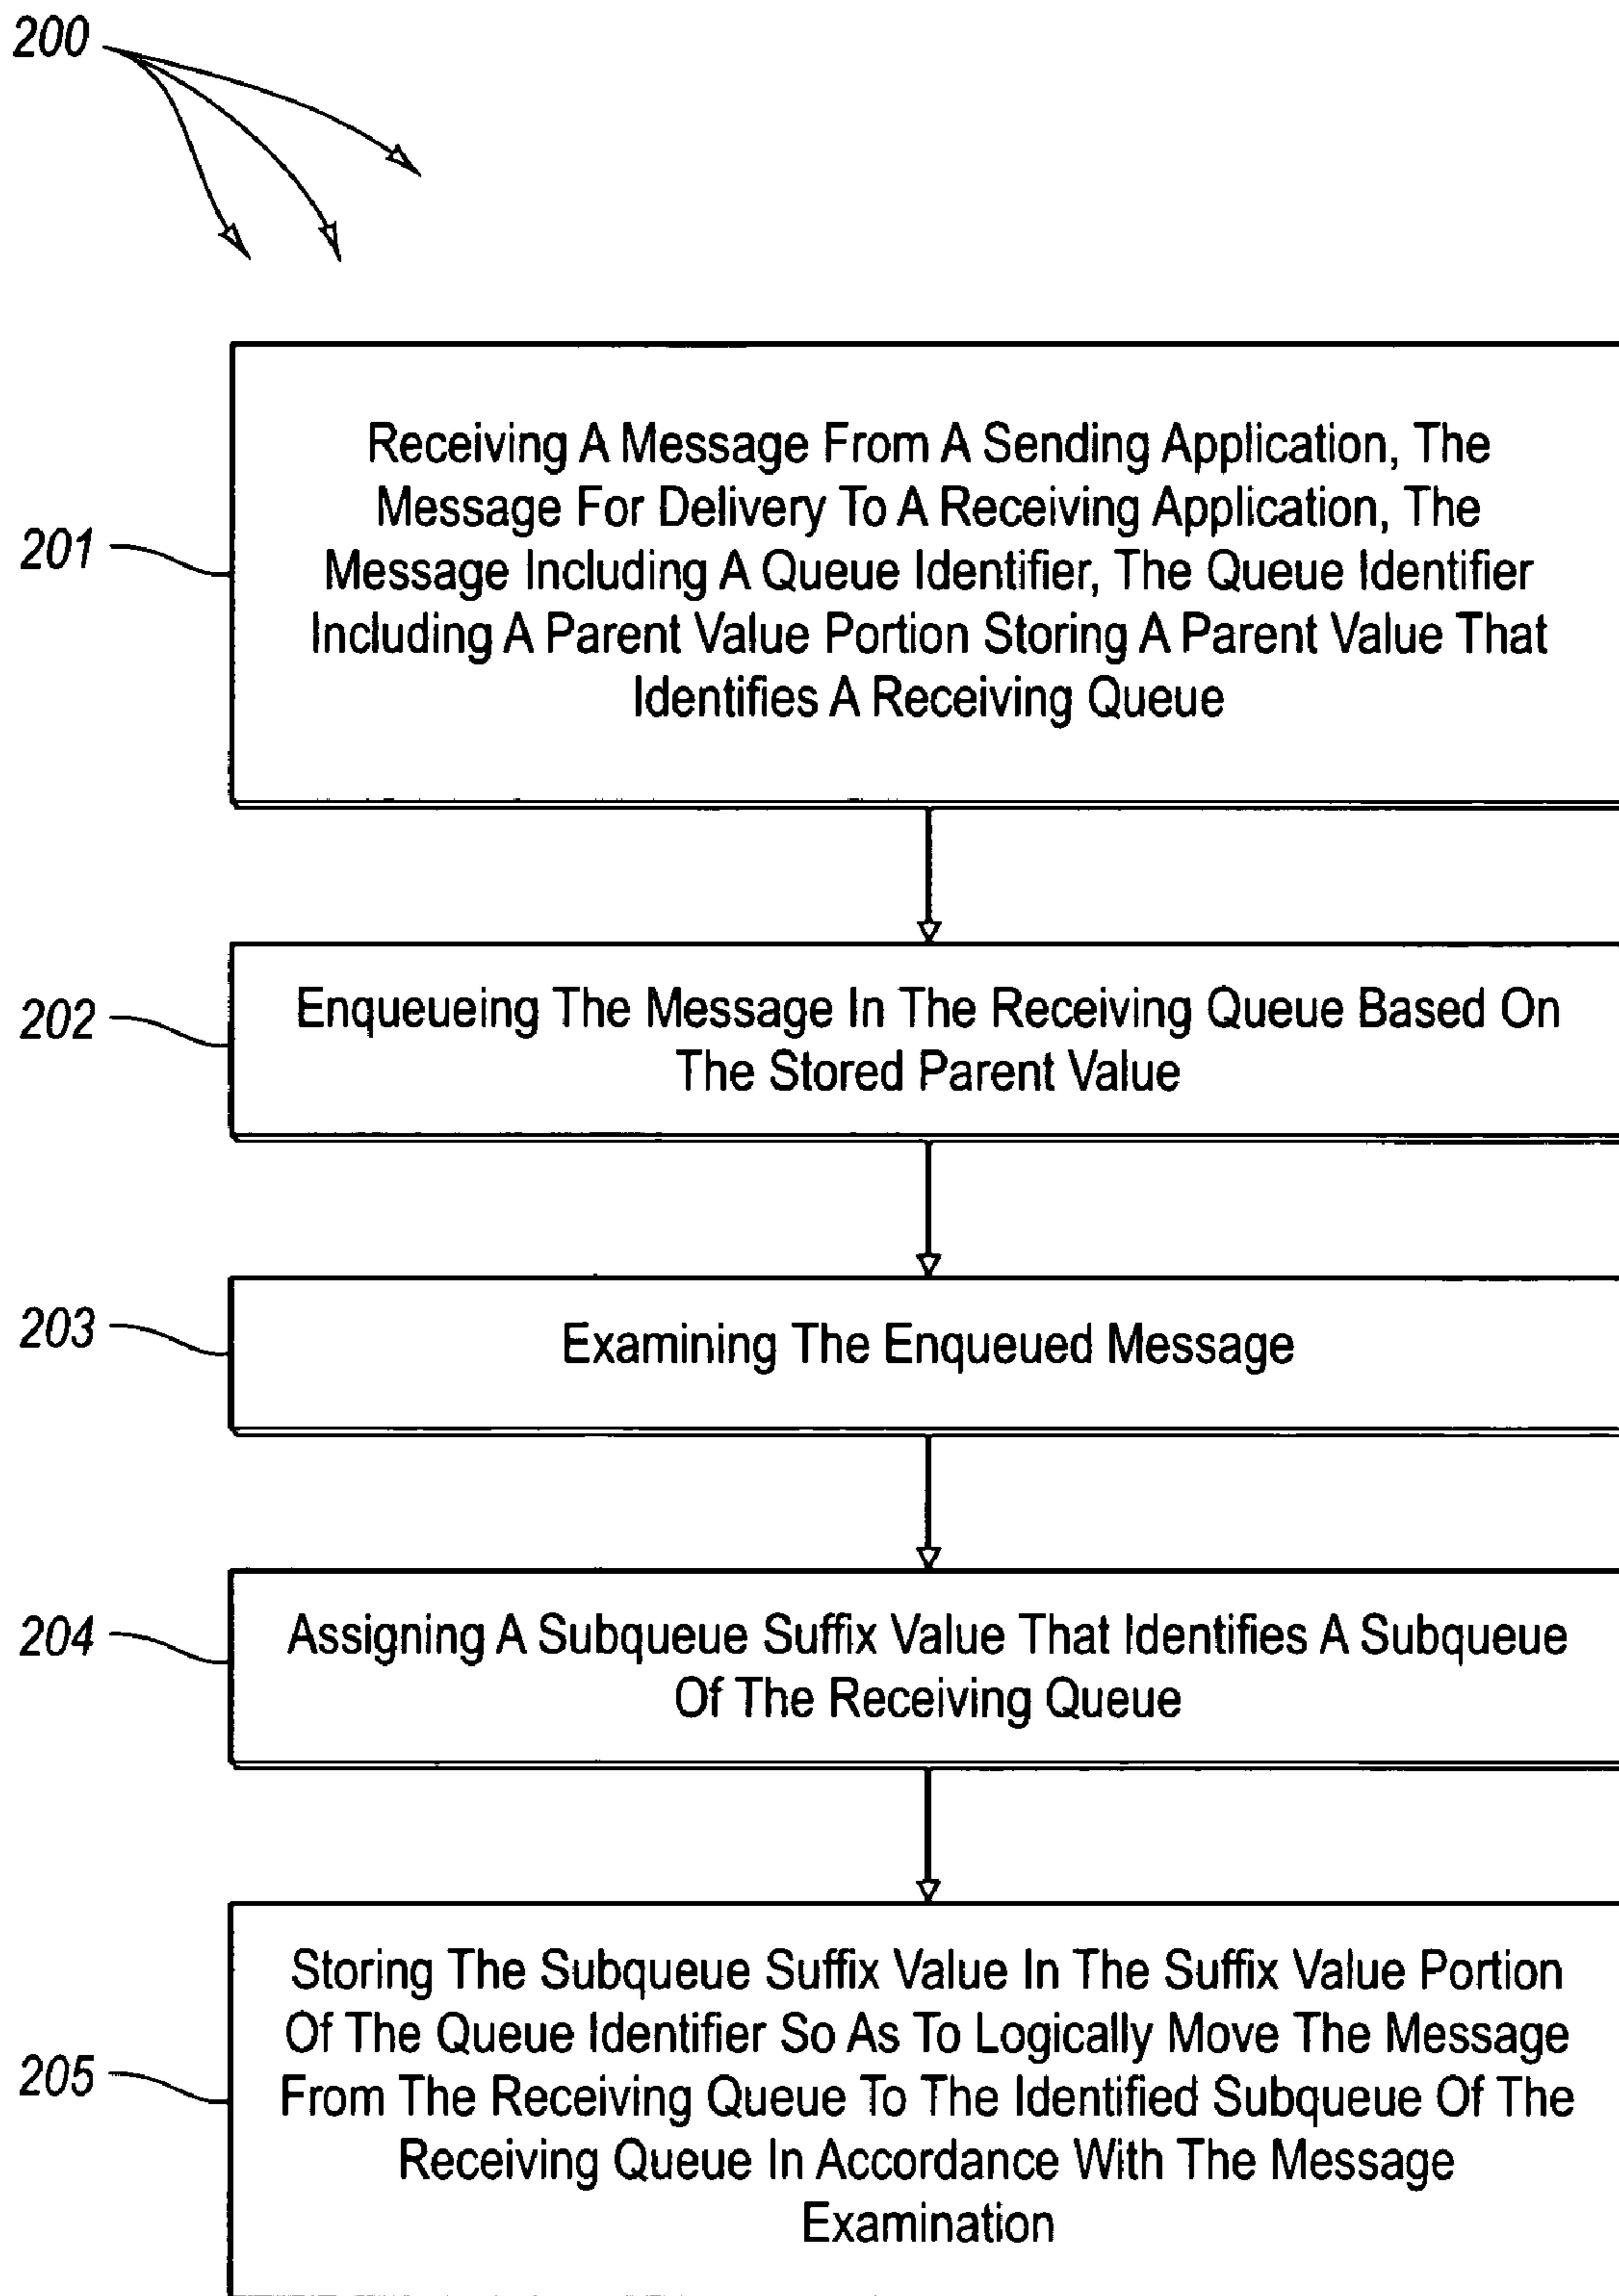 200
201
Receiving A Message From A Sending Application, The
Message For Delivery To A Receiving Application, The
Message Including A Queue Identifier, The Queue Identifier
Including A Parent Value Portion Storing A Parent Value That
Identifies A Receiving Queue
202
Enqueueing The Message In The Receiving Queue Based On
The Stored Parent Value
203
Examining The Enqueued Message
204
Assigning A Subqueue Suffix Value That Identifies A Subqueue
Of The Receiving Queue
205
Storing The Subqueue Suffix Value In The Suffix Value Portion
Of The Queue Identifier So As To Logically Move The Message
From The Receiving Queue To The Identified Subqueue Of The
Receiving Queue In Accordance With The Message
Examination